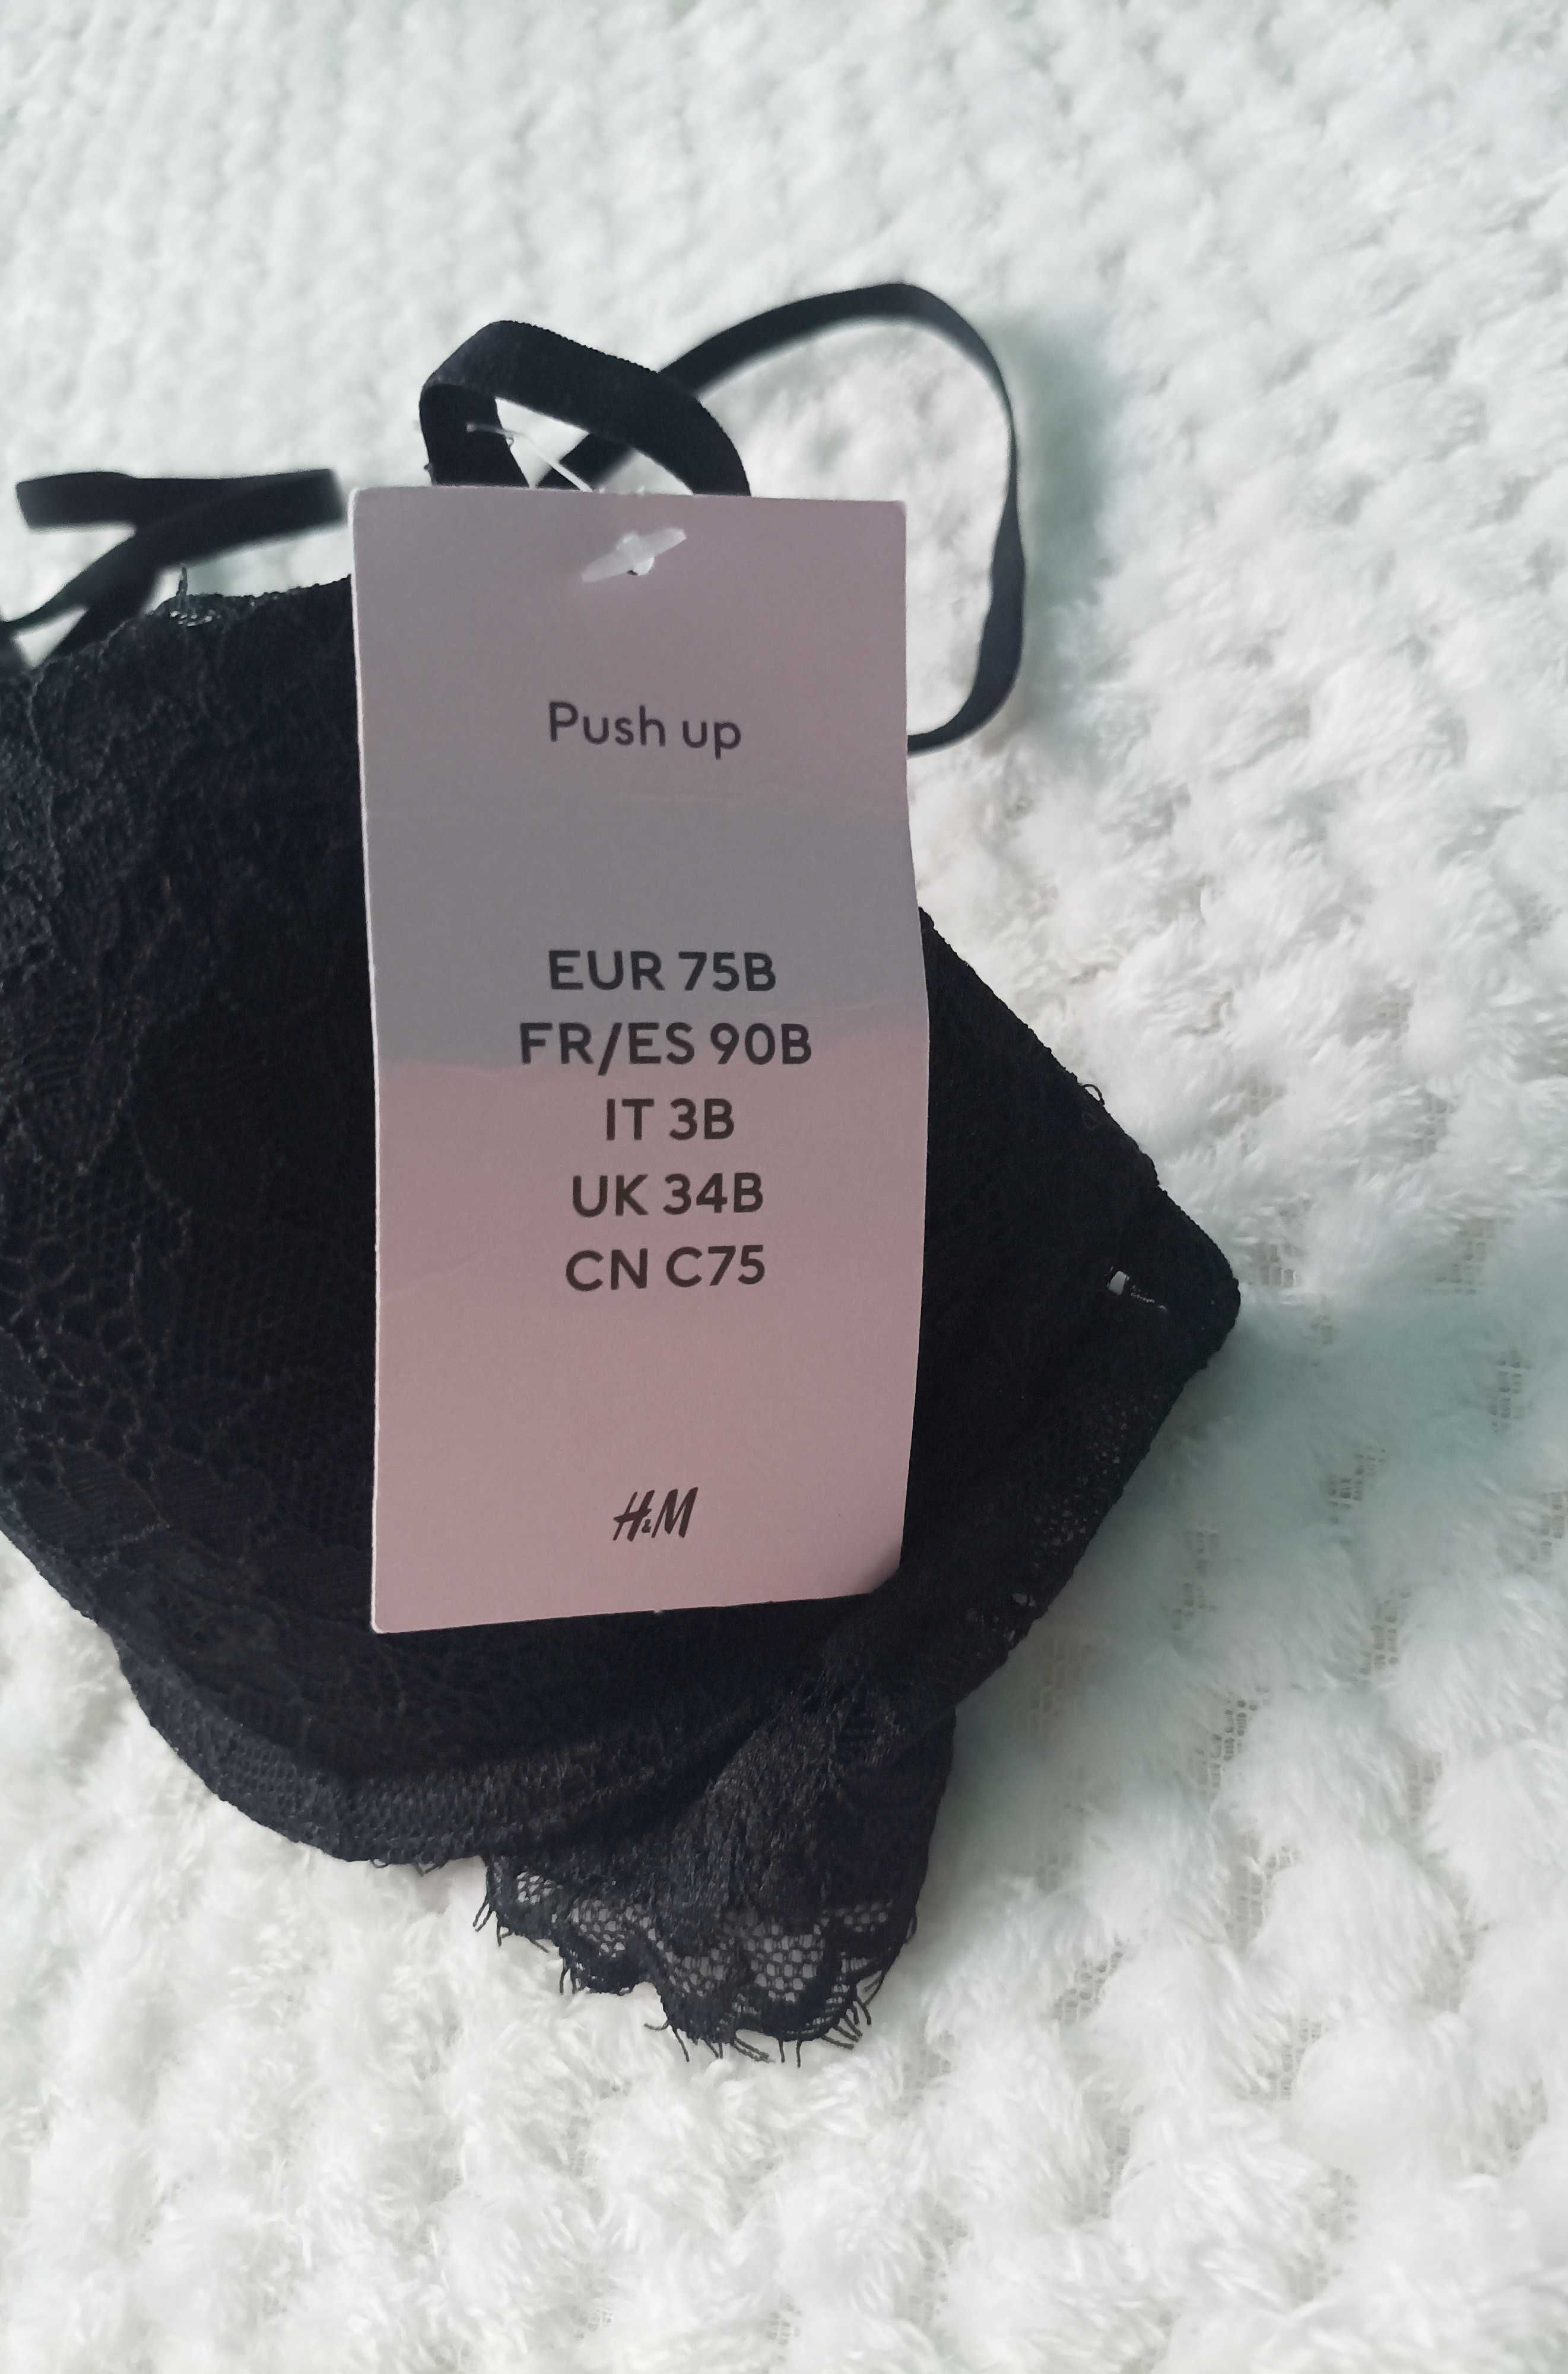 Push up
EUR 75B
FR/ES 90B
IT 3B
UK 34B
CN C75
H&M